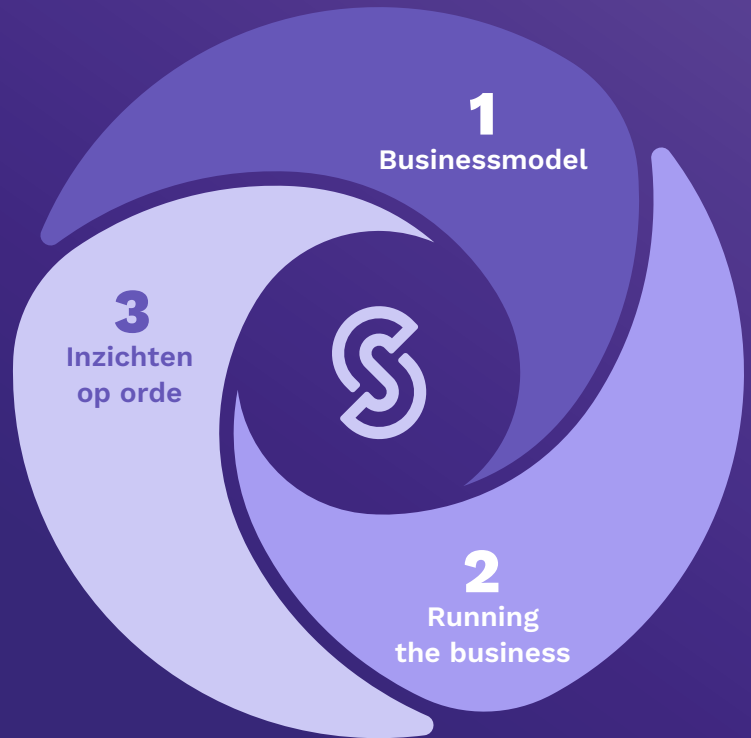 1
Businessmodel
2
Running
the business
3
Inzichten
op orde